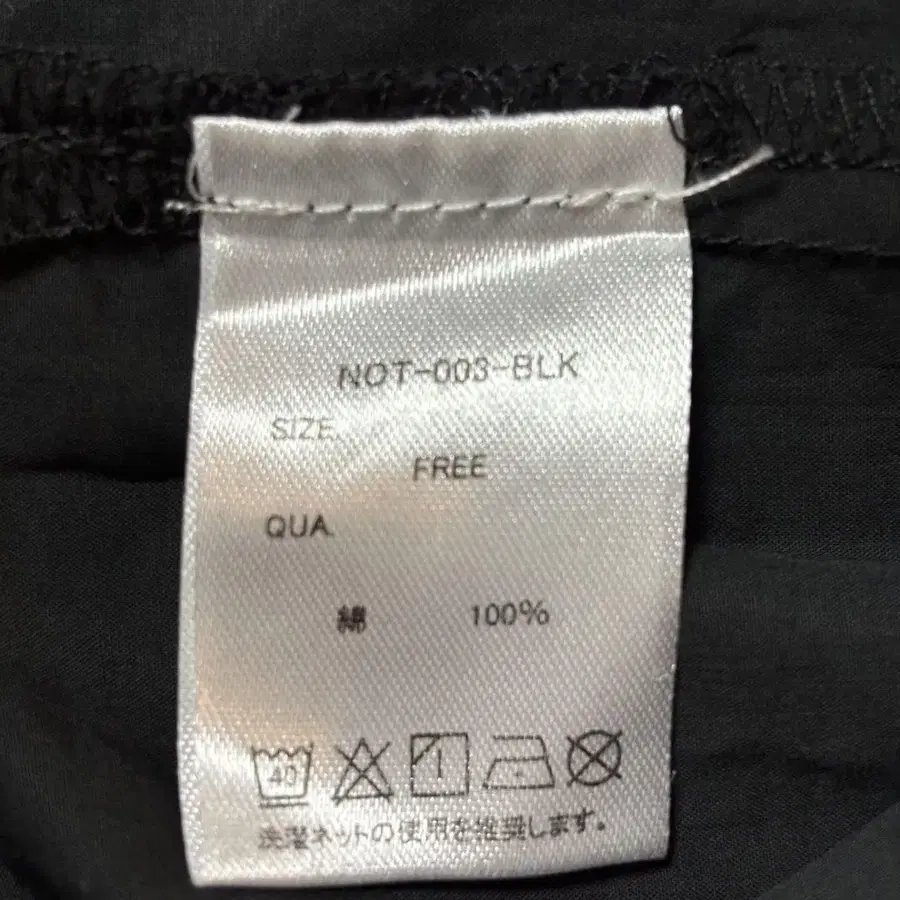 NOT-003-BLK
SIZE.
FREE
QUA.
綿 100%
40
洗濯ネットの使用を推奨します。